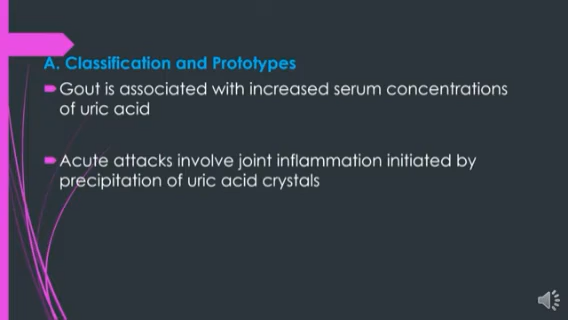 A. Classification and Prototypes
Gout is associated with increased serum concentrations
of uric acid
Acute attacks involve joint inflammation initiated by
precipitation of uric acid crystals